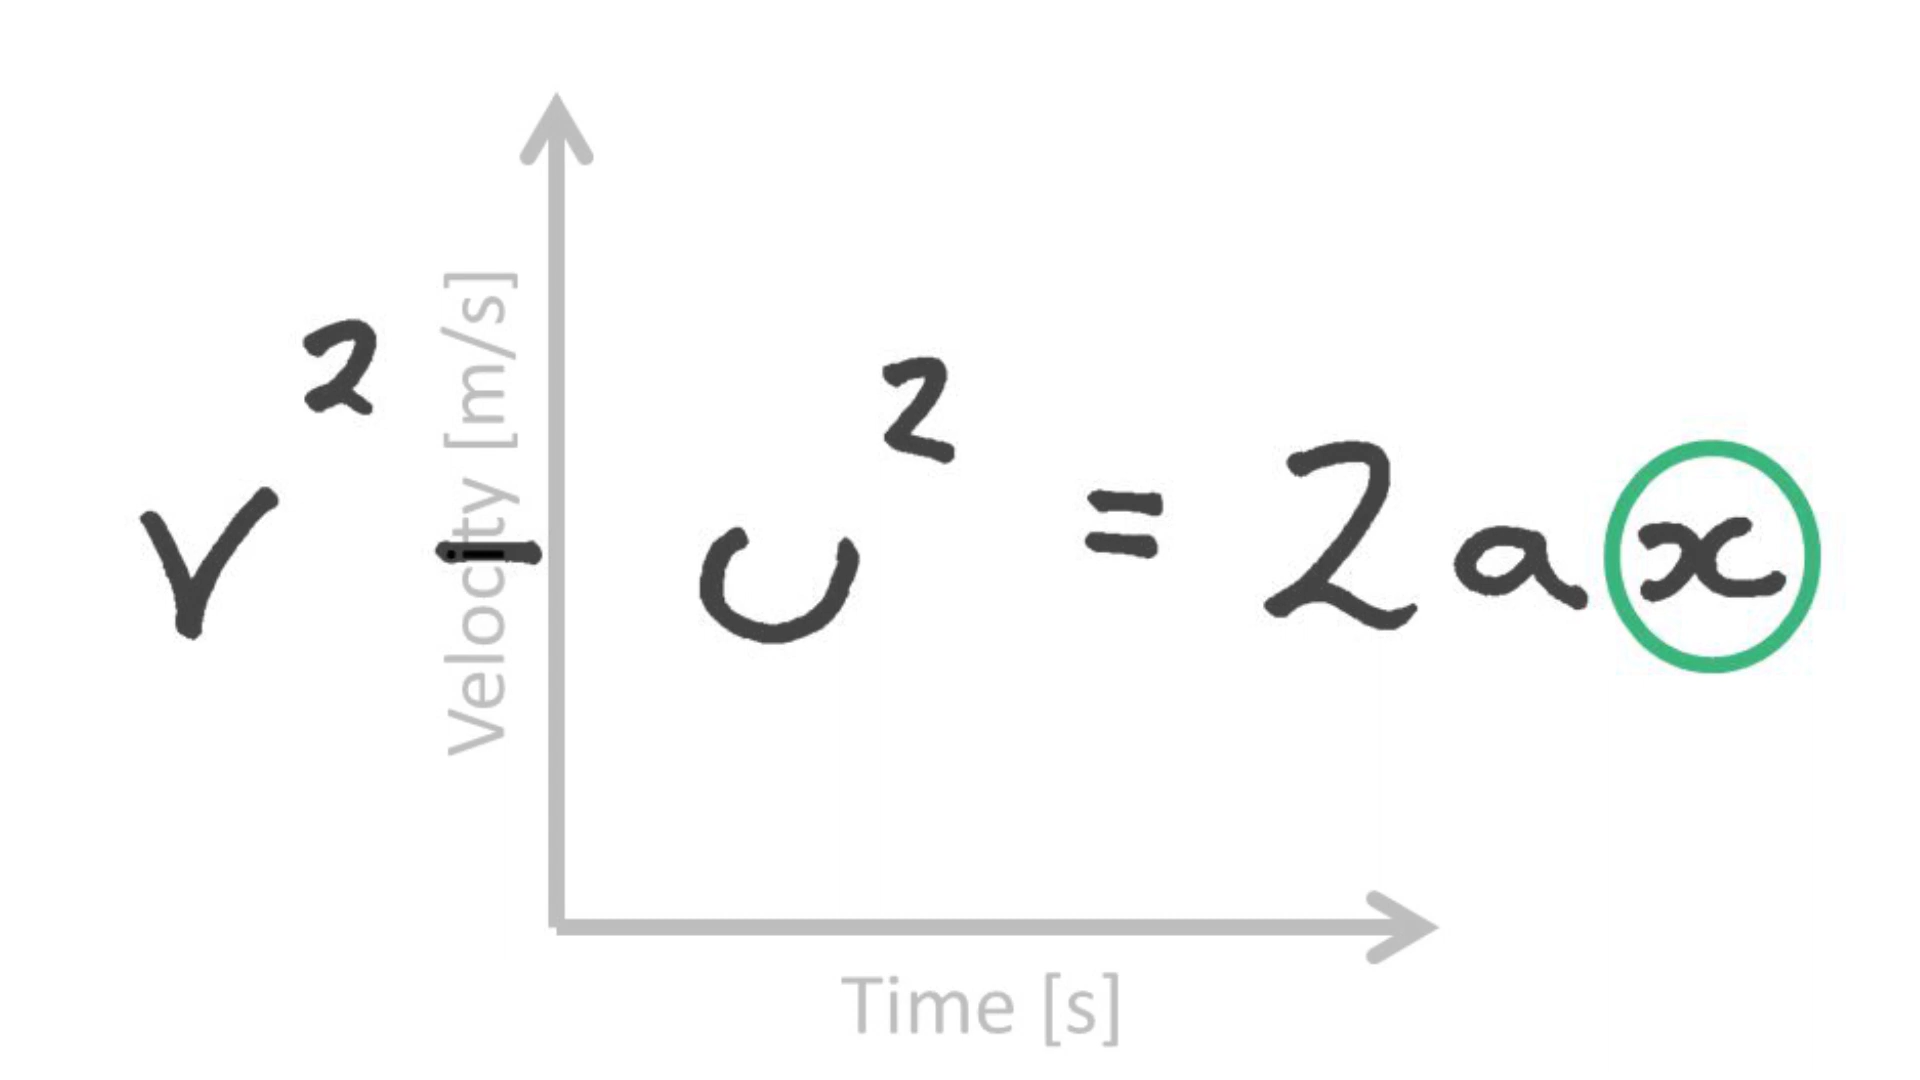 v² - u² = 2ax
Velocity [m/s]
Time [s]